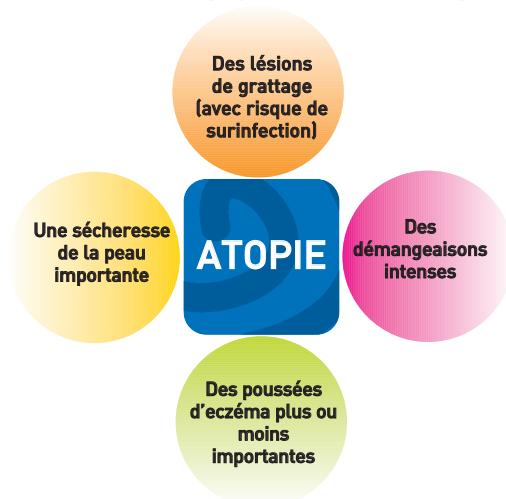 Des lésions
de grattage
(avec risque de
surinfection)
Une sécheresse
de la peau
importante
ATOPIE
Des
démangeaisons
intenses
Des poussées
d'eczéma plus ou
moins
importantes